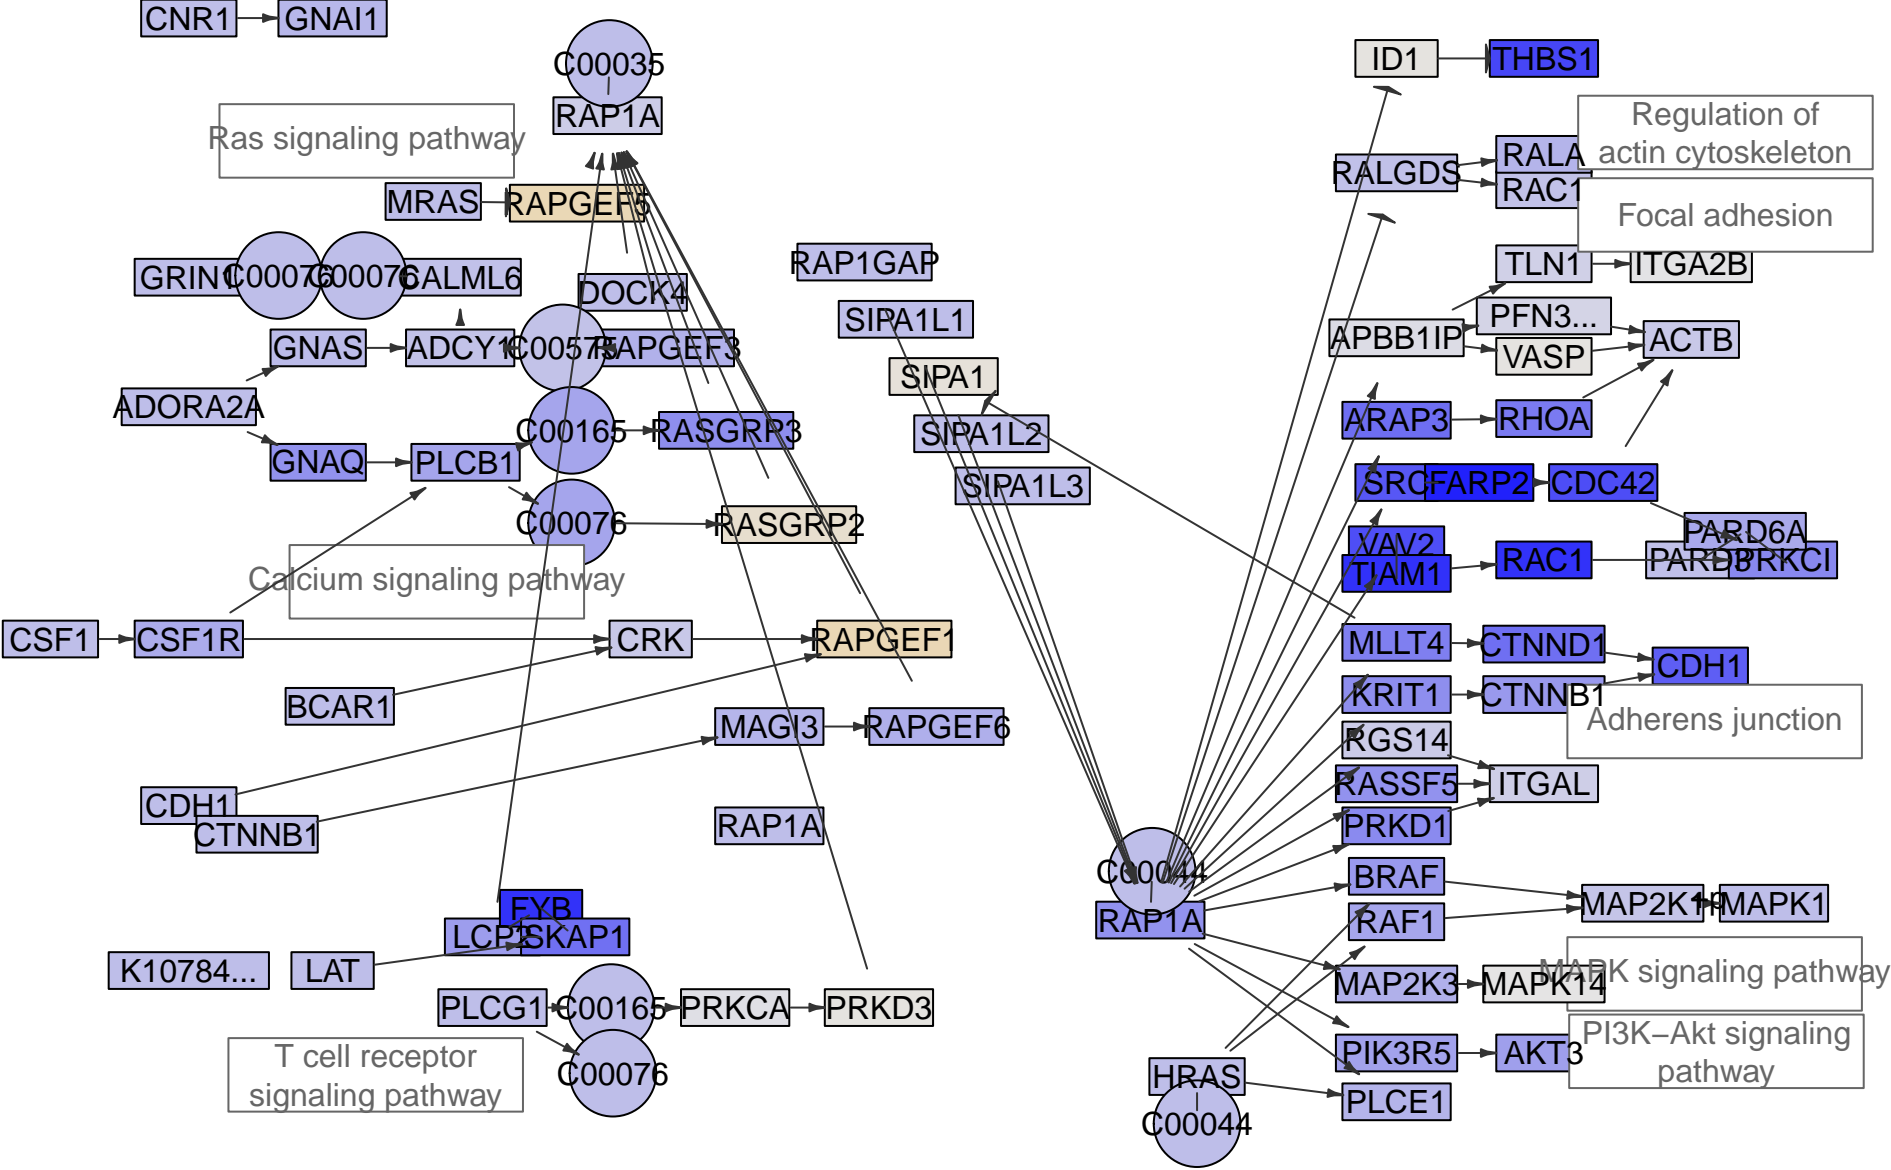 CNR1
GNAI1
C00035
RAP1A
Ras signaling pathway
MRAS
RAPGEF5
GRIN1
C00076
C00076
CALML6
DOCK4
GNAS
ADCY1
C00575
RAPGEF3
ADORA2A
GNAQ
PLCB1
C00165
RASGRP3
C00076
RASGRP2
Calcium signaling pathway
CSF1
CSF1R
CRK
RAPGEF1
BCAR1
MAGI3
RAPGEF6
CDH1
CTNNB1
RAP1A
FYB
LCP2
SKAP1
K10784...
LAT
PLCG1
C00165
PRKCA
PRKD3
T cell receptor
signaling pathway
C00076
RAP1GAP
SIPA1L1
SIPA1
SIPA1L2
SIPA1L3
C00044
RAP1A
HRAS
C00044
ID1
THBS1
Regulation of
actin cytoskeleton
RALGDS
RALA
RAC1
Focal adhesion
TLN1
ITGA2B
APBB1IP
PFN3...
VASP
ACTB
ARAP3
RHOA
SRC
FARP2
CDC42
VAV2
TIAM1
RAC1
PARD6A
PARD3
PRKCI
MLLT4
CTNND1
CDH1
KRIT1
CTNNB1
Adherens junction
RGS14
RASSF5
ITGAL
PRKD1
BRAF
RAF1
MAP2K1
+p
MAPK1
MAP2K3
MAPK14
MAPK signaling pathway
PIK3R5
AKT3
PI3K−Akt signaling
pathway
PLCE1